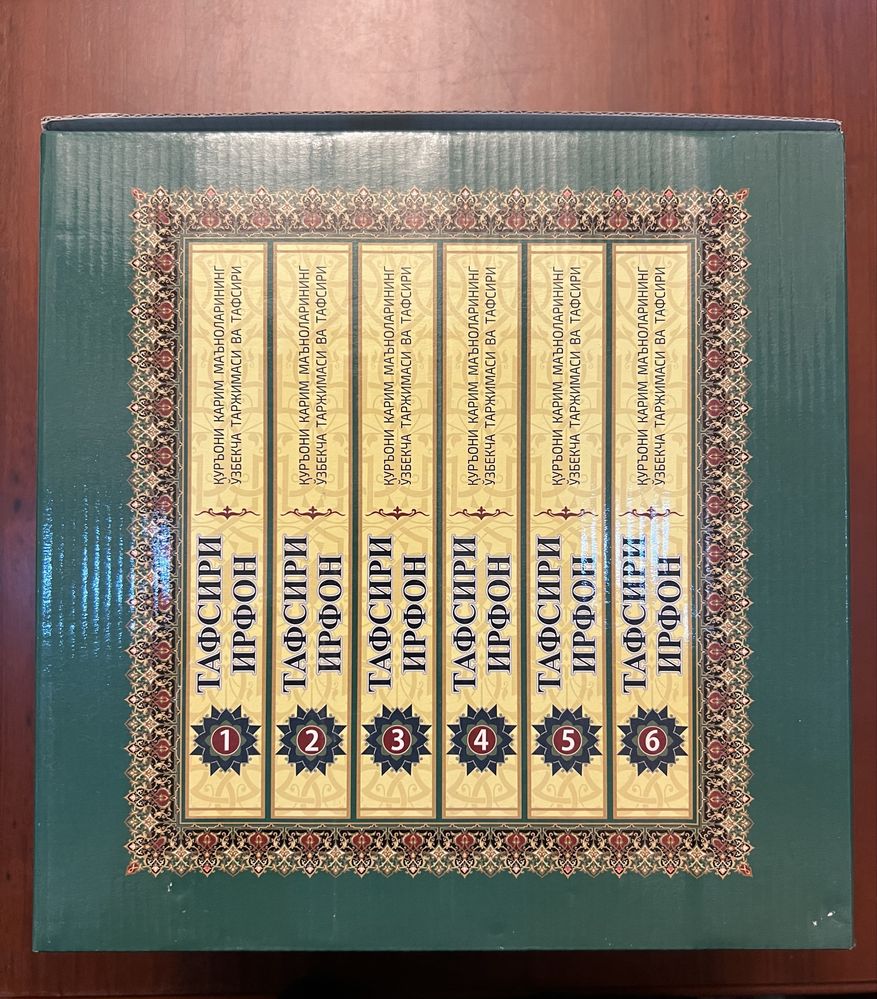 1
ТАФСИРИ
ИРФОН
ҚУРЪОНИ КАРИМ МАЪНОЛАРИНИНГ
ЎЗБЕКЧА ТАРЖИМАСИ ВА ТАФСИРИ
2
ТАФСИРИ
ИРФОН
ҚУРЪОНИ КАРИМ МАЪНОЛАРИНИНГ
ЎЗБЕКЧА ТАРЖИМАСИ ВА ТАФСИРИ
3
ТАФСИРИ
ИРФОН
ҚУРЪОНИ КАРИМ МАЪНОЛАРИНИНГ
ЎЗБЕКЧА ТАРЖИМАСИ ВА ТАФСИРИ
4
ТАФСИРИ
ИРФОН
ҚУРЪОНИ КАРИМ МАЪНОЛАРИНИНГ
ЎЗБЕКЧА ТАРЖИМАСИ ВА ТАФСИРИ
5
ТАФСИРИ
ИРФОН
ҚУРЪОНИ КАРИМ МАЪНОЛАРИНИНГ
ЎЗБЕКЧА ТАРЖИМАСИ ВА ТАФСИРИ
6
ТАФСИРИ
ИРФОН
ҚУРЪОНИ КАРИМ МАЪНОЛАРИНИНГ
ЎЗБЕКЧА ТАРЖИМАСИ ВА ТАФСИРИ